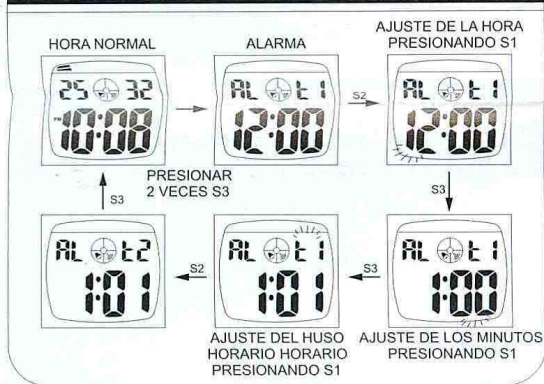 HORA NORMAL
25 32
PM 10:08
ALARMA
AL t1
12:00
S2
AJUSTE DE LA HORA
PRESIONANDO S1
AL t1
12:00
PRESIONAR
2 VECES S3
S3
S3
AL t2
1:01
S2
AL t1
1:01
S3
AL t1
1:00
AJUSTE DEL HUSO
HORARIO HORARIO
PRESIONANDO S1
AJUSTE DE LOS MINUTOS
PRESIONANDO S1